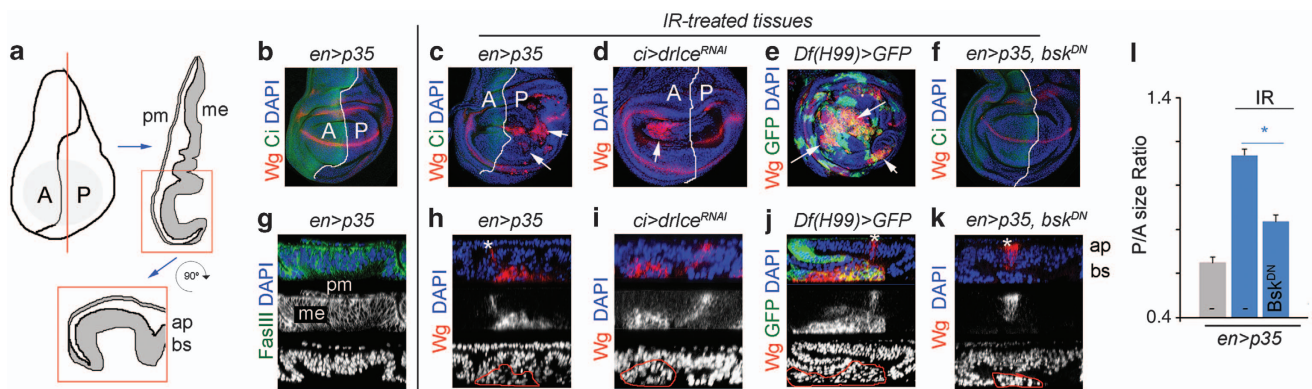 IR-treated tissues
a
b
en>p35
c
en>p35
d
ci>drIce^RNAi
e
Df(H99)>GFP
f
en>p35, bsk^DN
l
pm
me
A
P
Wg Ci DAPI
A
P
Wg Ci DAPI
A
P
Wg DAPI
A
P
Wg GFP DAPI
Wg Ci DAPI
g
en>p35
h
en>p35
i
ci>drIce^RNAi
j
Df(H99)>GFP
k
en>p35, bsk^DN
90°
ap
bs
FasIII DAPI
pm
me
Wg DAPI
*
Wg DAPI
Wg GFP DAPI
*
Wg DAPI
*
ap
bs
P/A size Ratio
1.4
0.4
IR
*
-
-
Bsk^DN
en>p35